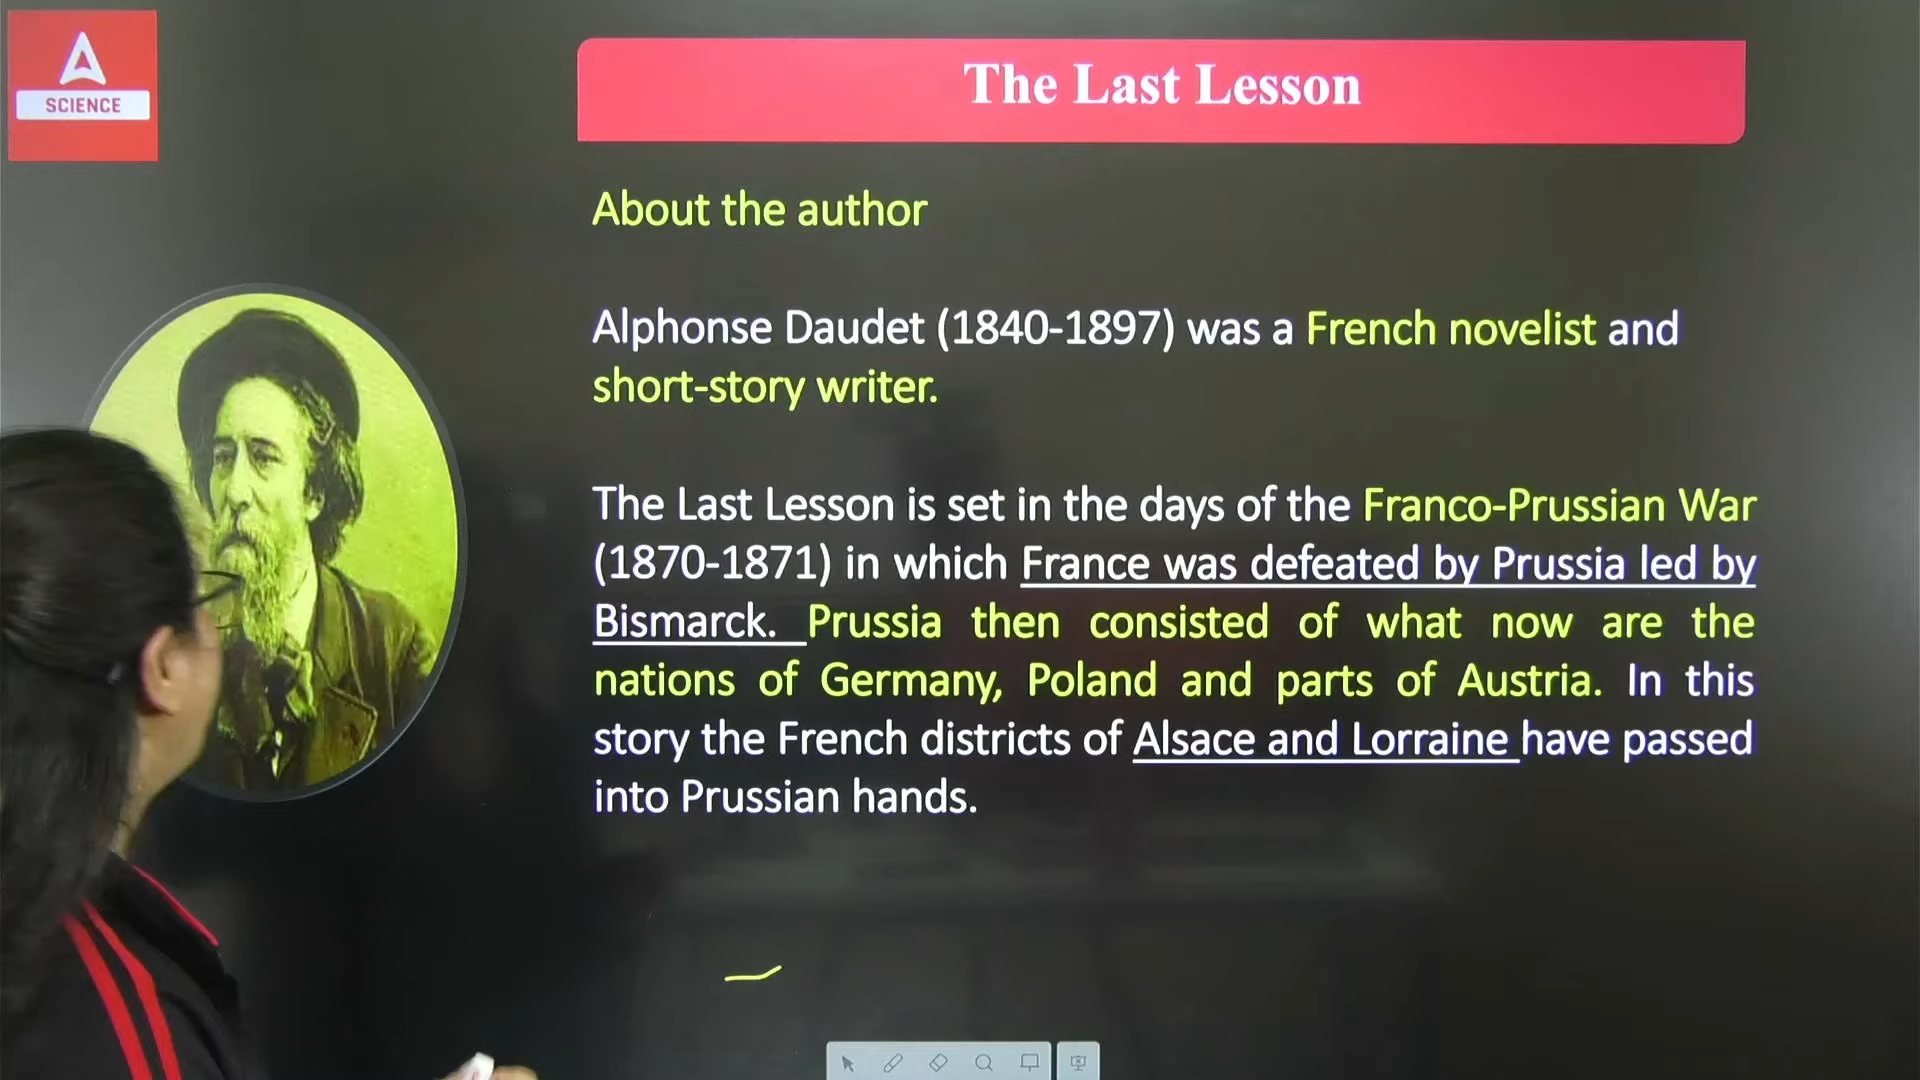 SCIENCE
The Last Lesson
About the author
Alphonse Daudet (1840-1897) was a French novelist and
short-story writer.
The Last Lesson is set in the days of the Franco-Prussian War
(1870-1871) in which France was defeated by Prussia led by
Bismarck. Prussia then consisted of what now are the
nations of Germany, Poland and parts of Austria. In this
story the French districts of Alsace and Lorraine have passed
into Prussian hands.